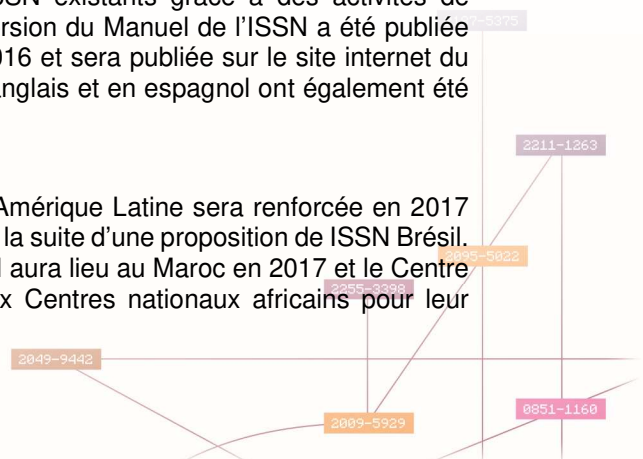 ISSN existants grâce à des activités de
rsion du Manuel de l'ISSN a été publiée
016 et sera publiée sur le site internet du
anglais et en espagnol ont également été
2211-1263
Amérique Latine sera renforcée en 2017
la suite d'une proposition de ISSN Brésil.
2095-5022
aura lieu au Maroc en 2017 et le Centre
2255-3398
x Centres nationaux africains pour leur
2049-9442
0851-1160
2009-5929